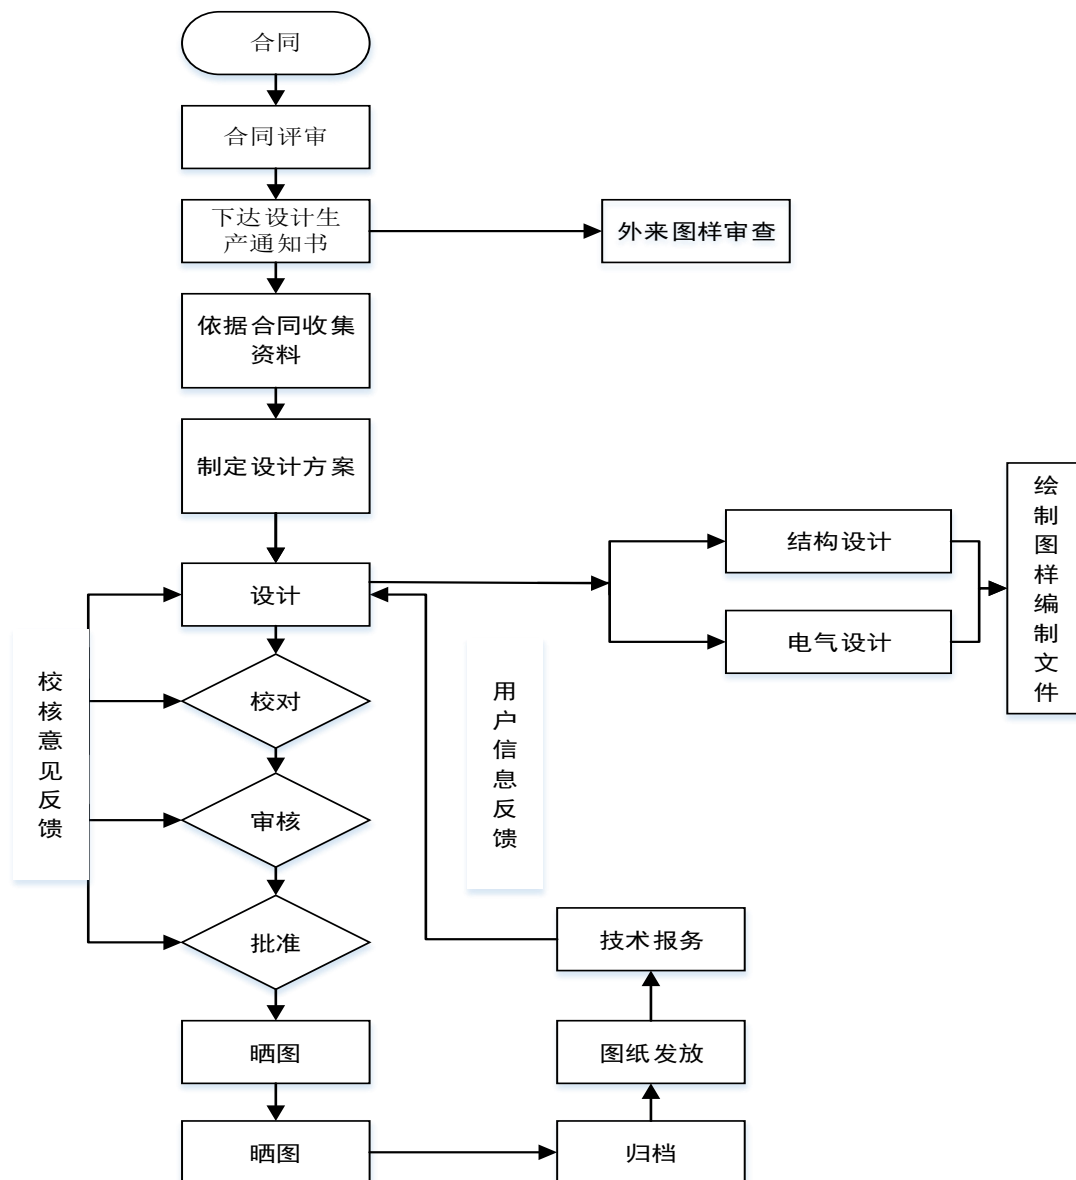 合同
合同评审
下达设计生
产通知书
外来图样审查
依据合同收集
资料
制定设计方案
结构设计
绘制图样编制文件
设计
电气设计
校核意见反馈
校对
用户信息反馈
审核
批准
技术报务
晒图
图纸发放
晒图
归档